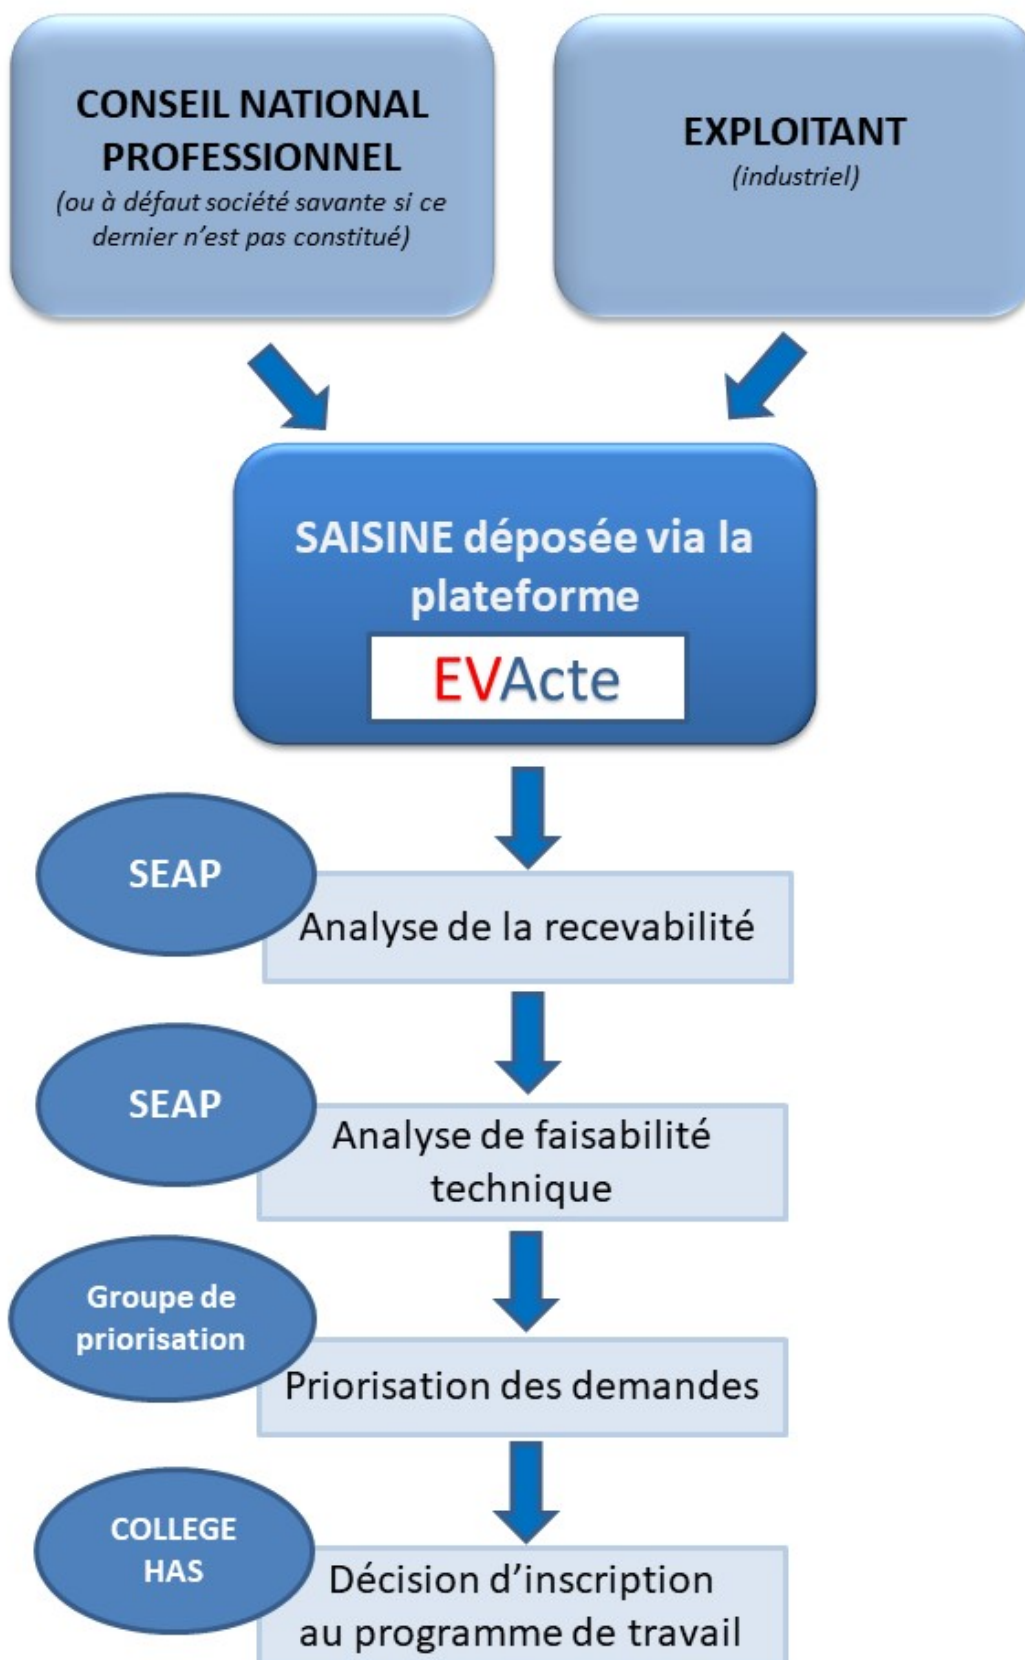 CONSEIL NATIONAL
PROFESSIONNEL
(ou à défaut société savante si ce
dernier n'est pas constitué)
EXPLOITANT
(industriel)
SAISINE déposée via la
plateforme
EVActe
SEAP
Analyse de la recevabilité
SEAP
Analyse de faisabilité
technique
Groupe de
priorisation
Priorisation des demandes
COLLEGE
HAS
Décision d'inscription
au programme de travail